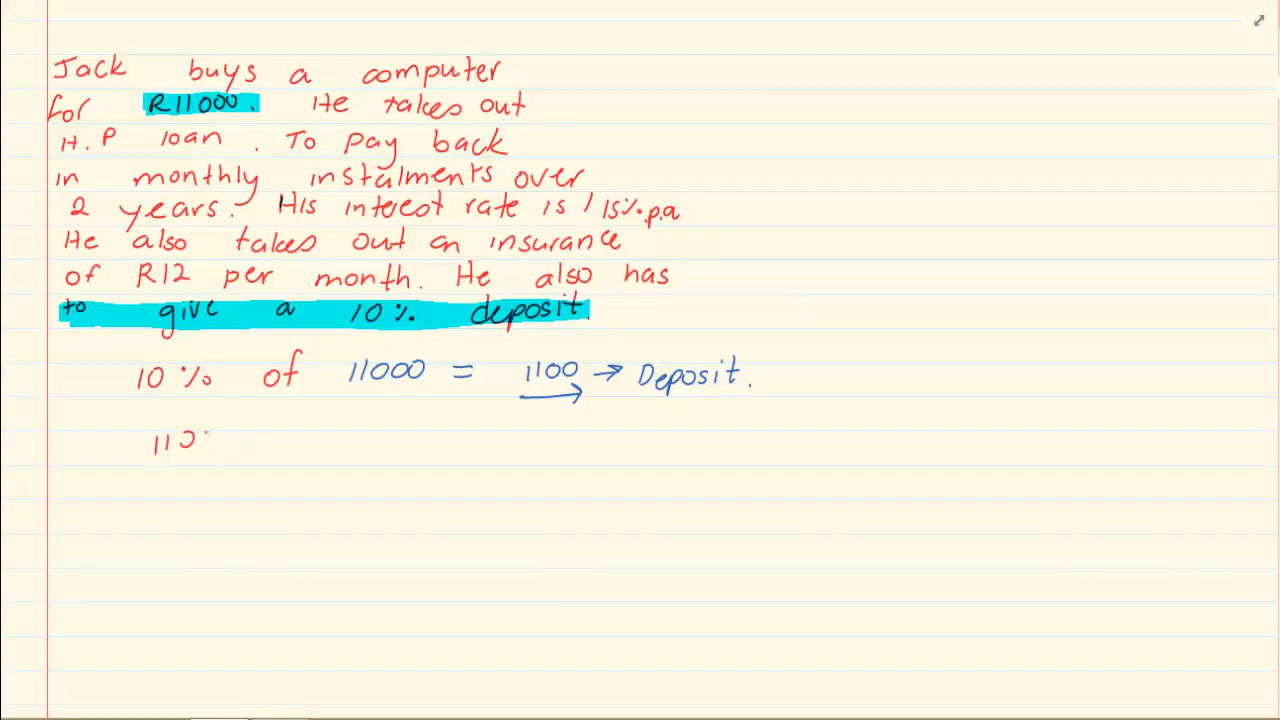 Jack buys a computer
for R11000. He takes out
H.P loan. To pay back
in monthly instalments over
2 years. His interest rate is 15% p.a
He also takes out an insurance
of R12 per month. He also has
to give a 10% deposit
10% of 11000 = 1100 → Deposit.
110